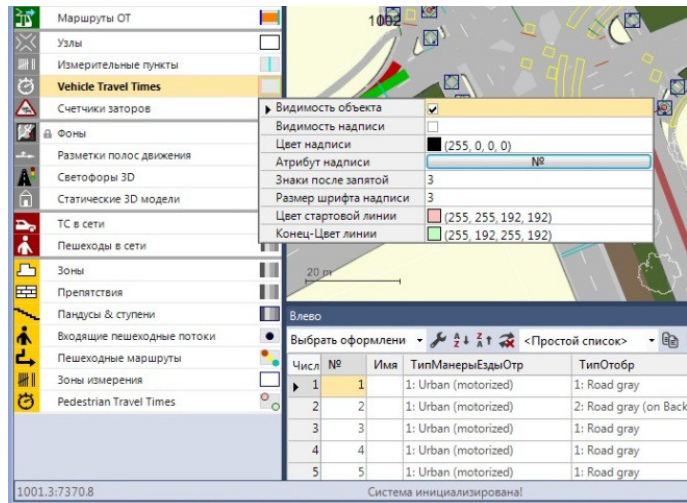 Маршруты ОТ
Узлы
Измерительные пункты
Vehicle Travel Times
Счетчики заторов
Фоны
Разметки полос движения
Светофоры 3D
Статические 3D модели
ТС в сети
Пешеходы в сети
Зоны
Препятствия
Пандусы & ступени
Входящие пешеходные потоки
Пешеходные маршруты
Зоны измерения
Pedestrian Travel Times
1002
Видимость объекта
Видимость надписи
Цвет надписи (255, 0, 0, 0)
Атрибут надписи №
Знаки после запятой 3
Размер шрифта надписи 3
Цвет стартовой линии (255, 255, 192, 192)
Конец-Цвет линии (255, 192, 255, 192)
20 m
Влево
Выбрать оформлени <Простой список>
Числ № Имя ТипМанерыЕздыОтр ТипОтобр
1 1 1: Urban (motorized) 1: Road gray
2 2 1: Urban (motorized) 2: Road gray (on Back
3 3 1: Urban (motorized) 1: Road gray
4 4 1: Urban (motorized) 1: Road gray
5 5 1: Urban (motorized) 1: Road gray
1001.3:7370.8 Система инициализирована!